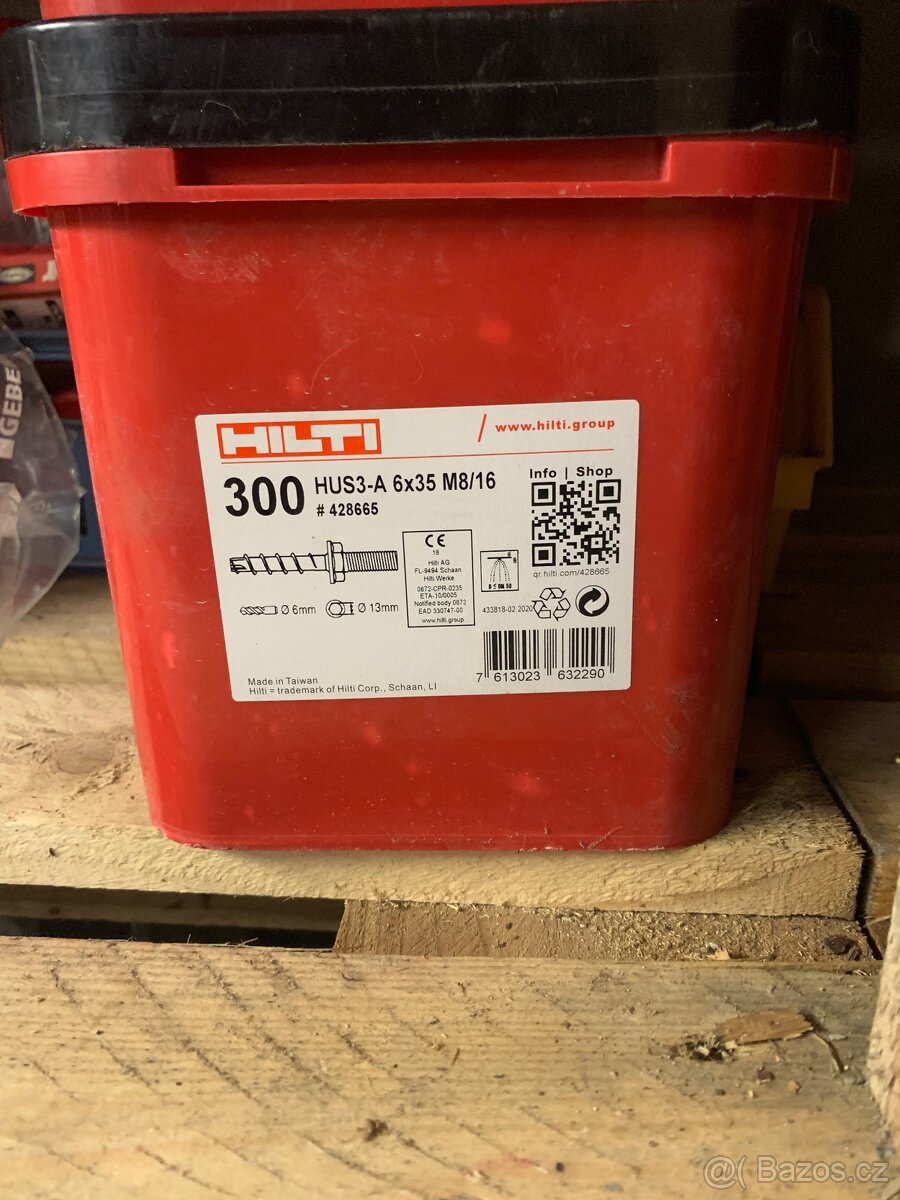 GEBE
HILTI
/ www.hilti.group
300 HUS3-A 6x35 M8/16
# 428665
Info | Shop
qr.hilti.com/428665
CE
18
Hilti AG
FL-9494 Schaan
Hilti Werke
0672-CPR-0235
ETA-10/0005
Notified body 0672
EAD 330747-00
www.hilti.group
Ø 6mm
Ø 13mm
433818-02.2020
7 613023 632290
Made in Taiwan
Hilti = trademark of Hilti Corp., Schaan, LI
@( Bazos.cz